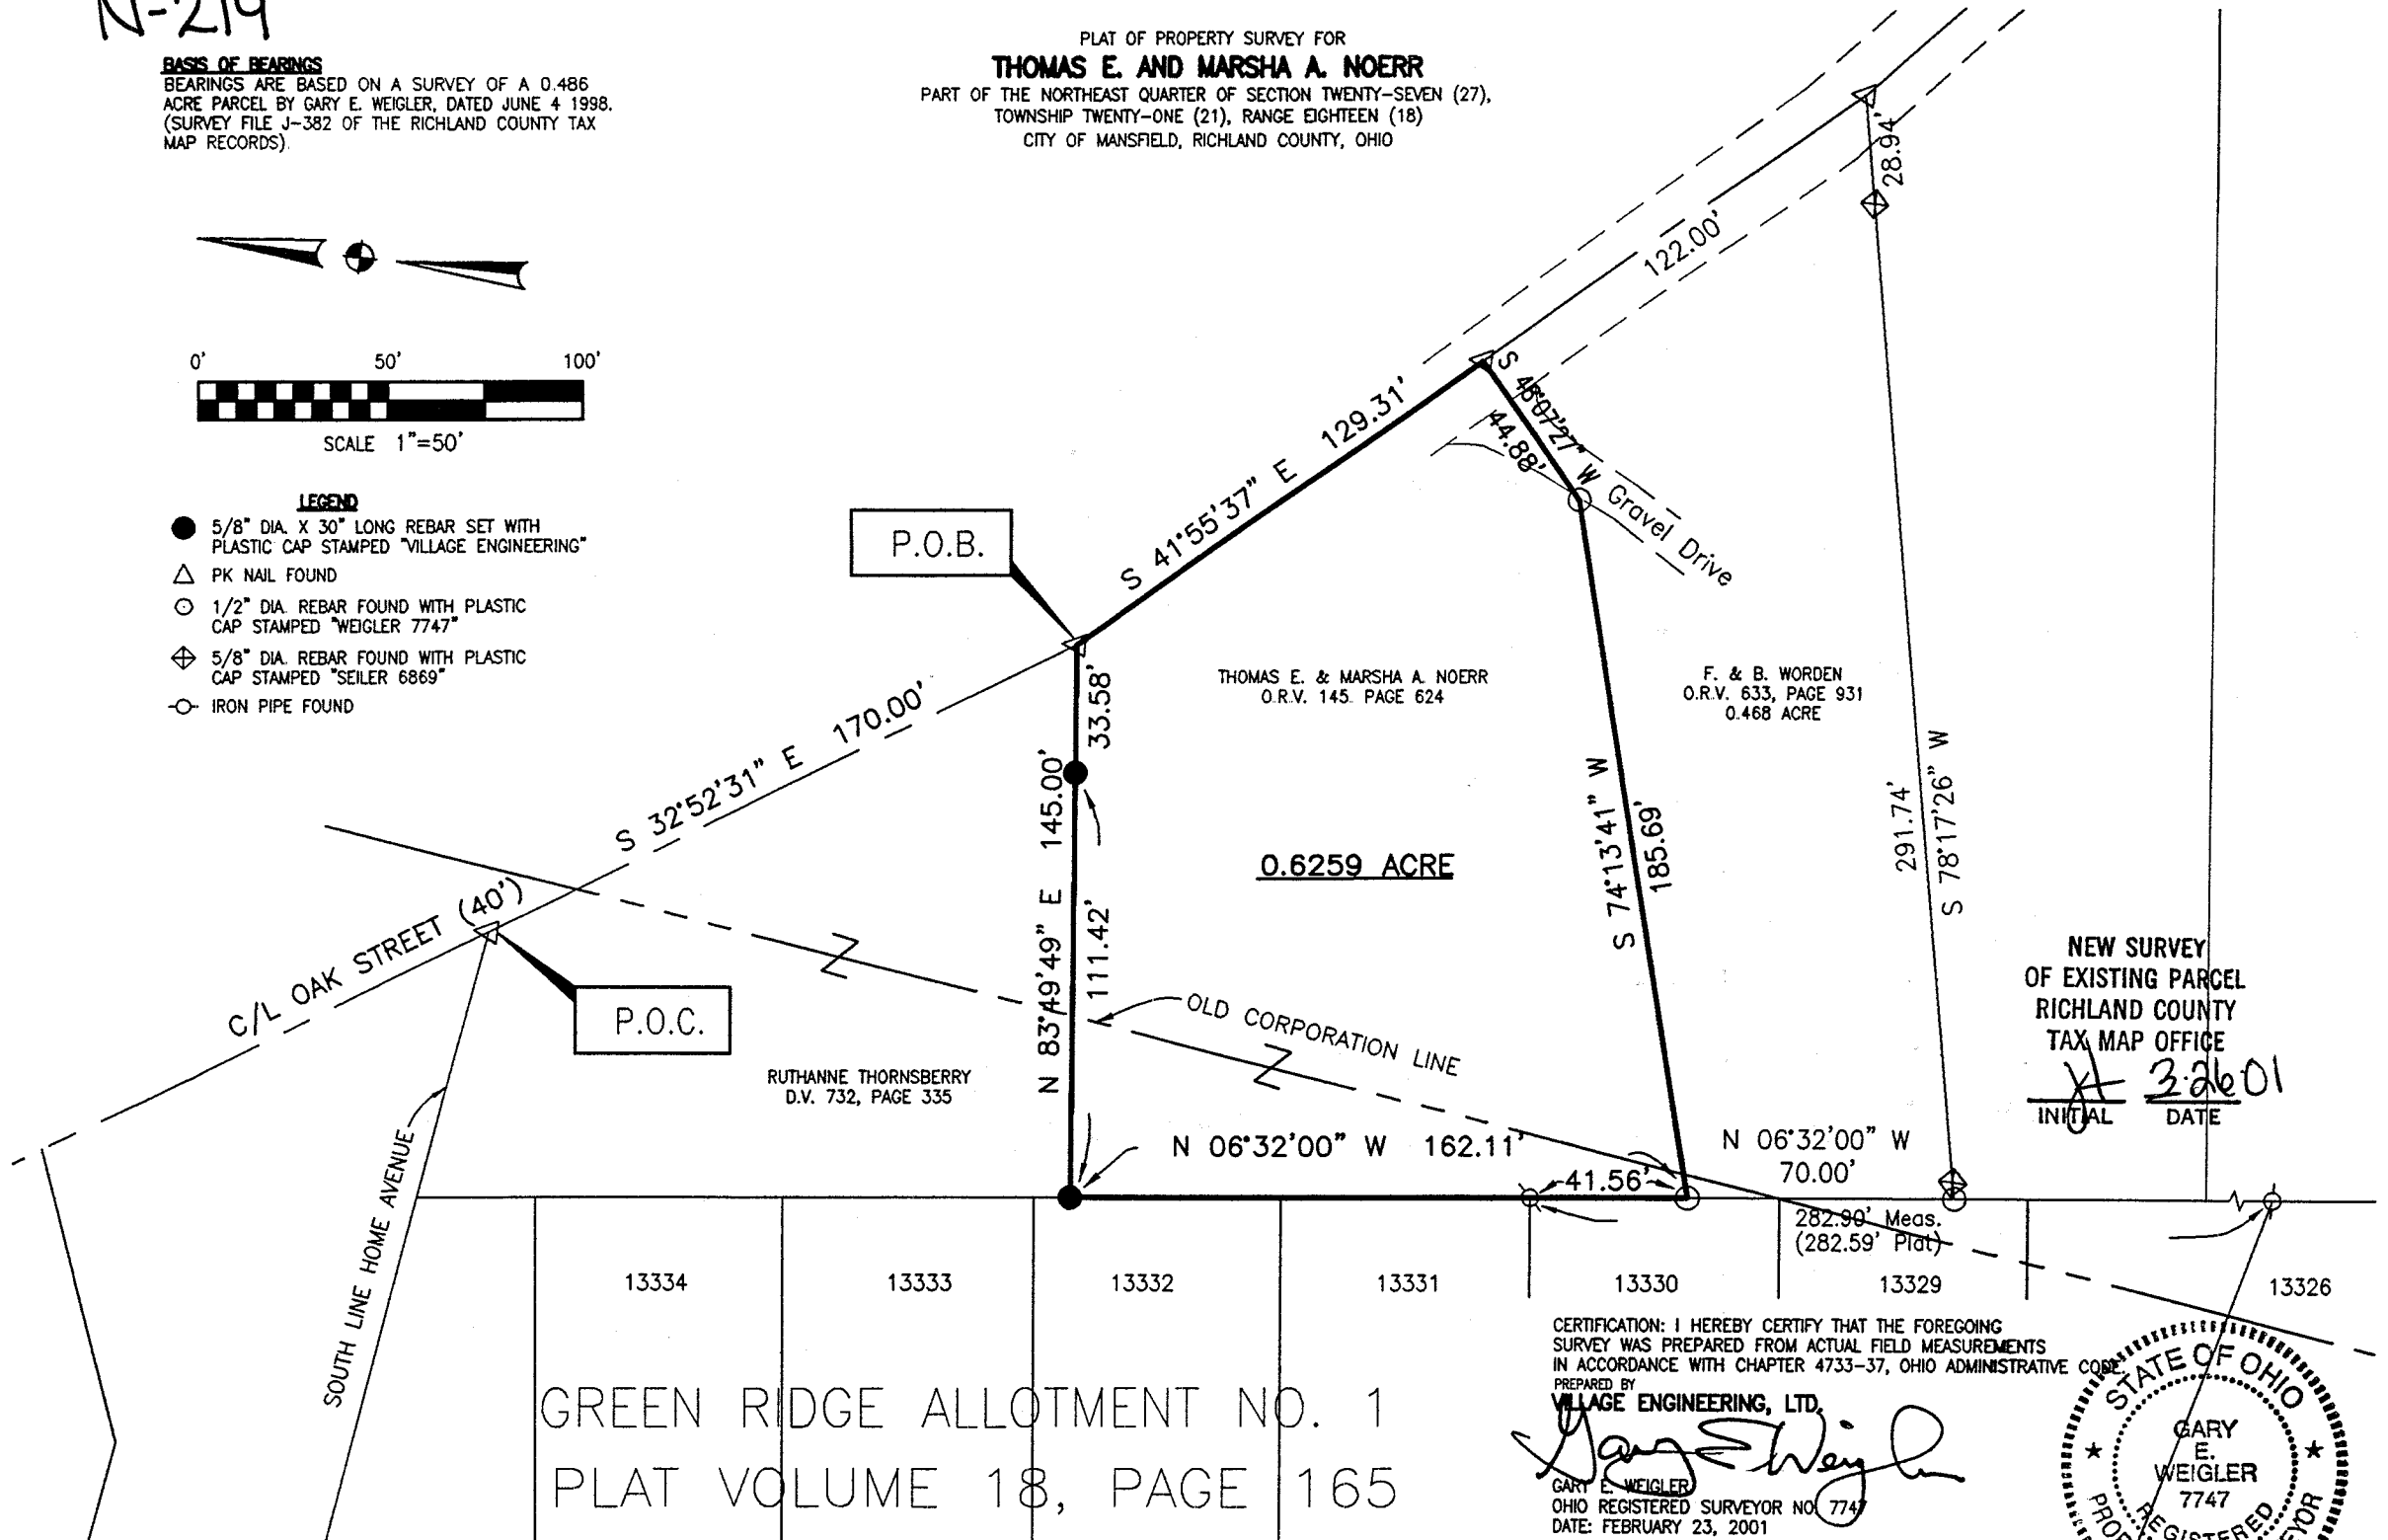 N-219
BASIS OF BEARINGS
BEARINGS ARE BASED ON A SURVEY OF A 0.486
ACRE PARCEL BY GARY E. WEIGLER, DATED JUNE 4 1998.
(SURVEY FILE J-382 OF THE RICHLAND COUNTY TAX
MAP RECORDS).
PLAT OF PROPERTY SURVEY FOR
THOMAS E. AND MARSHA A. NOERR
PART OF THE NORTHEAST QUARTER OF SECTION TWENTY-SEVEN (27),
TOWNSHIP TWENTY-ONE (21), RANGE EIGHTEEN (18)
CITY OF MANSFIELD, RICHLAND COUNTY, OHIO
0' 50' 100'
SCALE 1"=50'
LEGEND
5/8" DIA. X 30" LONG REBAR SET WITH
PLASTIC CAP STAMPED "VILLAGE ENGINEERING"
PK NAIL FOUND
1/2" DIA. REBAR FOUND WITH PLASTIC
CAP STAMPED "WEIGLER 7747"
5/8" DIA. REBAR FOUND WITH PLASTIC
CAP STAMPED "SEILER 6869"
IRON PIPE FOUND
28.94'
122.00'
S 41°55'37" E 129.31'
S 48°07'27" W
44.88'
Gravel Drive
P.O.B.
S 32°52'31" E 170.00'
C/L OAK STREET (40')
P.O.C.
33.58'
N 83°49'49" E 145.00'
111.42'
THOMAS E. & MARSHA A. NOERR
O.R.V. 145. PAGE 624
0.6259 ACRE
F. & B. WORDEN
O.R.V. 633, PAGE 931
0.468 ACRE
S 74°13'41" W
185.69'
291.74'
S 78°17'26" W
OLD CORPORATION LINE
RUTHANNE THORNSBERRY
D.V. 732, PAGE 335
SOUTH LINE HOME AVENUE
N 06°32'00" W 162.11'
41.56'
N 06°32'00" W
70.00'
282.90' Meas.
(282.59' Plat)
NEW SURVEY
OF EXISTING PARCEL
RICHLAND COUNTY
TAX MAP OFFICE
3-26-01
INITIAL DATE
13334 13333 13332 13331 13330 13329 13326
GREEN RIDGE ALLOTMENT NO. 1
PLAT VOLUME 18, PAGE 165
CERTIFICATION: I HEREBY CERTIFY THAT THE FOREGOING
SURVEY WAS PREPARED FROM ACTUAL FIELD MEASUREMENTS
IN ACCORDANCE WITH CHAPTER 4733-37, OHIO ADMINISTRATIVE CODE.
PREPARED BY
VILLAGE ENGINEERING, LTD.
Gary E Weigler
GARY E. WEIGLER
OHIO REGISTERED SURVEYOR NO. 7747
DATE: FEBRUARY 23, 2001
STATE OF OHIO
GARY
E.
WEIGLER
7747
REGISTERED